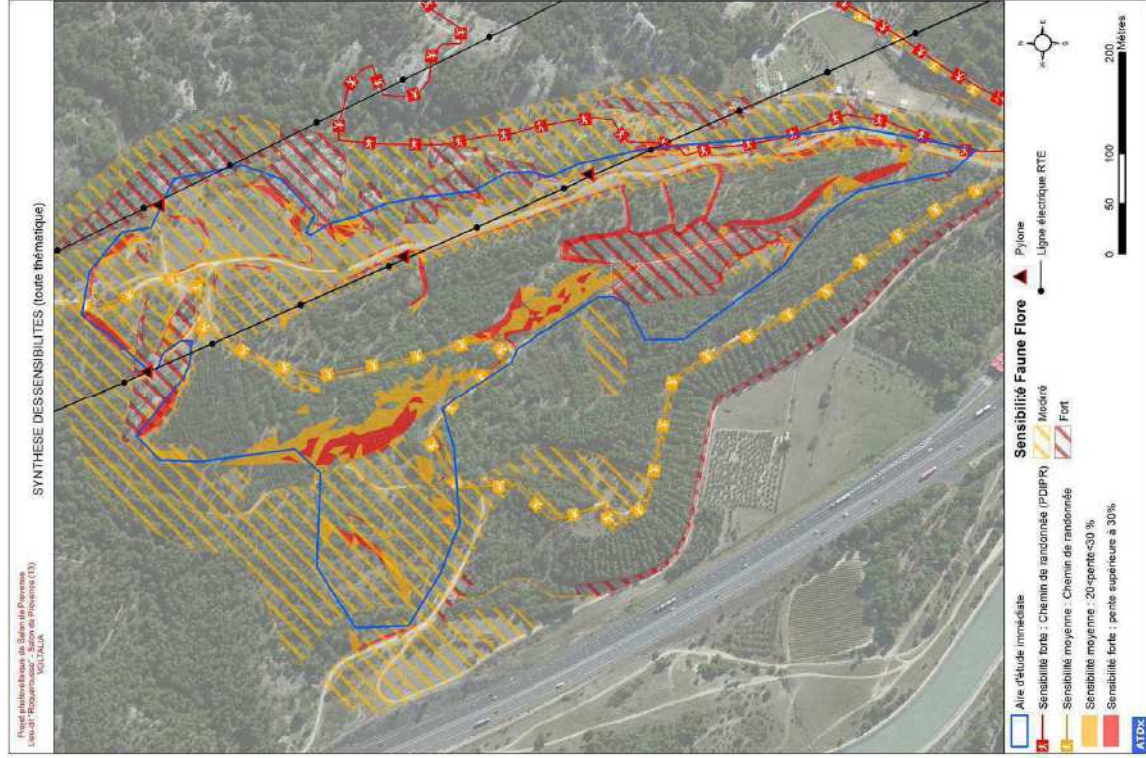 Projet photovoltaïque de Salon de Provence
Lieu-dit "Roquerousse" - Salon de Provence (13)
VOLTALIA
SYNTHESE DES SENSIBILITES (toute thématique)
Aire d'étude immédiate
Sensibilité forte : Chemin de randonnée (PDIPR)
Sensibilité moyenne : Chemin de randonnée
Sensibilité moyenne : 20<pente<30 %
Sensibilité forte : pente supérieure à 30%
Sensibilité Faune Flore
Modéré
Fort
Pylone
Ligne électrique RTE
N
W
E
S
0 50 100 200
Mètres
ATDx